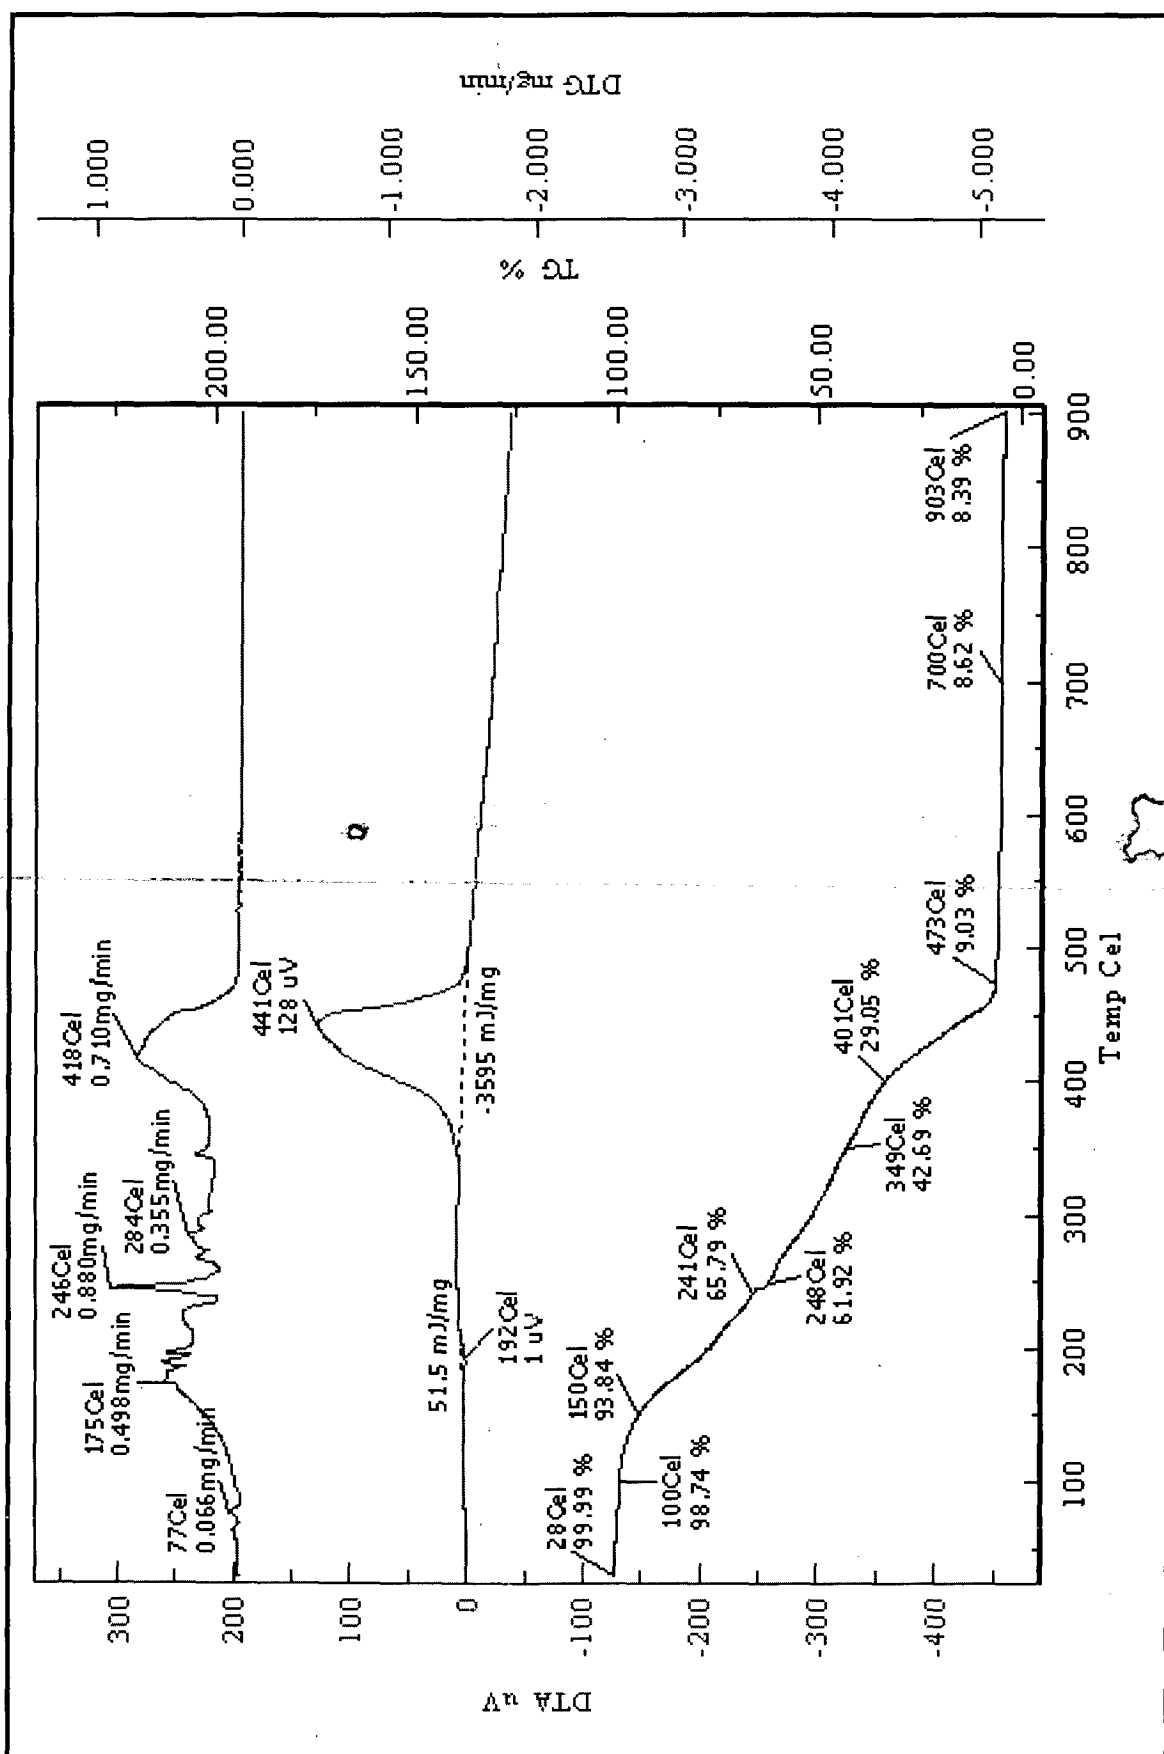 DTA uV
300
200
100
0
-100
-200
-300
-400
77Cel
0.066mg/min
175Cel
0.498mg/min
246Cel
0.880mg/min
284Cel
0.355mg/min
418Cel
0.710mg/min
51.5 mJ/mg
192Cel
1 uV
441Cel
128 uV
-3595 mJ/mg
28Cel
99.99 %
100Cel
98.74 %
150Cel
93.84 %
241Cel
65.79 %
248Cel
61.92 %
349Cel
42.69 %
401Cel
29.05 %
473Cel
9.03 %
700Cel
8.62 %
903Cel
8.39 %
100
200
300
400
500
600
700
800
900
Temp Cel
200.00
150.00
100.00
50.00
0.00
TG %
1.000
0.000
-1.000
-2.000
-3.000
-4.000
-5.000
DTG mg/min